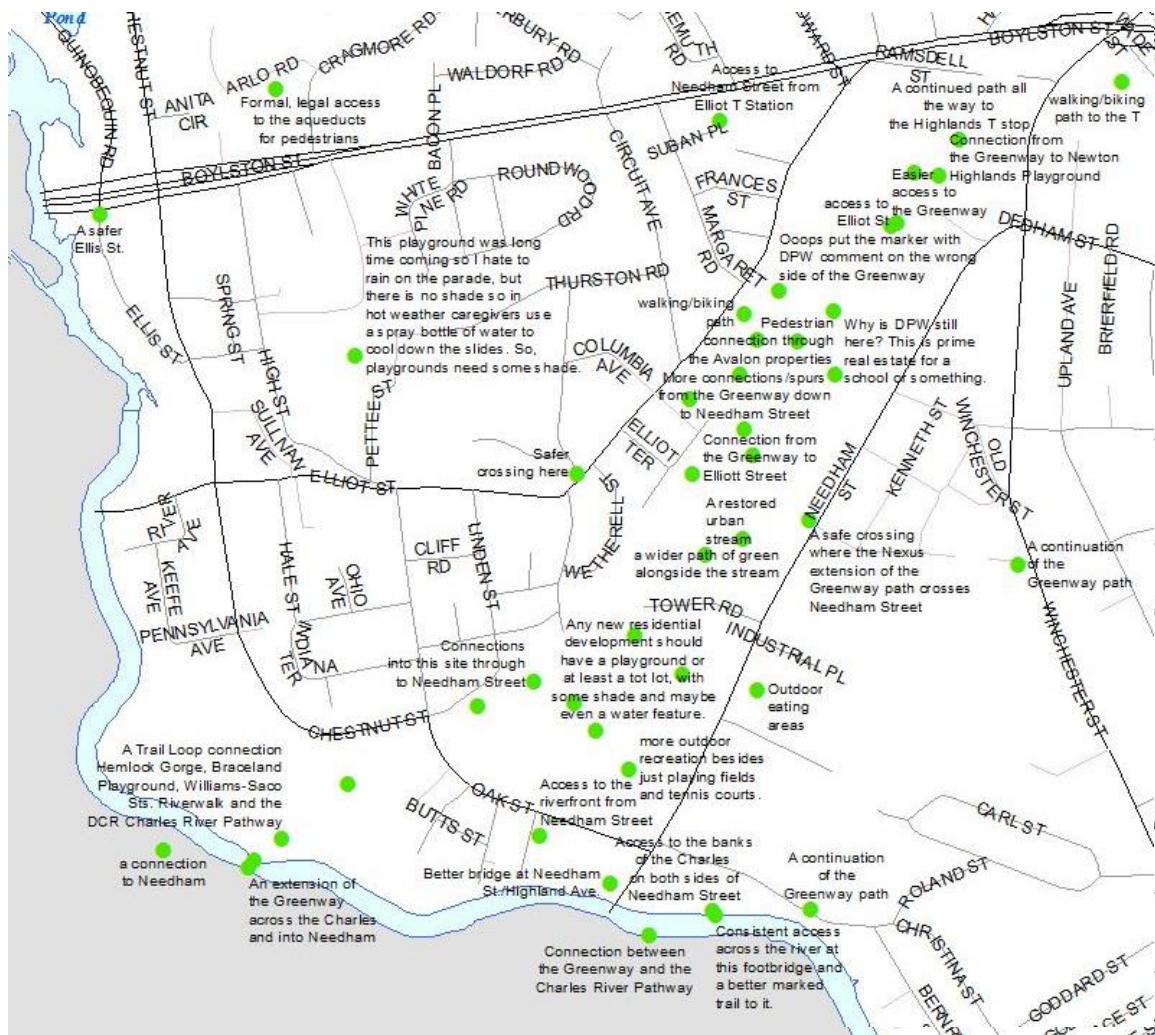 Pond
QUINOBEQUIN RD
CHESTNUT ST
ARLO RD
CRAGMORE RD
ANITA
CIR
Formal, legal access
to the aqueducts
for pedestrians
WALDORF RD
BACON PL
TH
Access to
Needham Street from
Elliot T Station
RAMSDELL
ST
BOYLSTON ST
walking/biking
path to the T
A continued path all
the way to
the Highlands T stop
Connection from
the Greenway to Newton
Highlands Playground
Easier
access to
the Greenway
access to
Elliot St
BOYLSTON ST
A safer
Ellis St.
ELLIS ST
WHITE
PINE RD
ROUNDWOOD RD
CIRCUIT AVE
SUBAN PL
FRANCES
ST
MARGARET
RD
DEDHAM ST
Ooops put the marker with
DPW comment on the wrong
side of the Greenway
This playground was long
time coming so I hate to
rain on the parade, but
there is no shade so in
hot weather caregivers use
a spray bottle of water to
cool down the slides. So,
playgrounds need some shade.
THURSTON RD
SPRING ST
HIGH ST
SULLIVAN
AVE
PETTEE ST
COLUMBIA
AVE
walking/biking
path
Pedestrian
connection through
the Avalon properties
More connections/spurs
from the Greenway down
to Needham Street
Why is DPW still
here? This is prime
real estate for a
school or something.
UPLAND AVE
BRIERFIELD RD
ELLIOT
TER
Connection from
the Greenway to
Elliott Street
Safer
crossing here
ELLIOT ST
WETHERELL
ST
NEEDHAM
ST
KENNETH ST
OLD
WINCHESTER ST
A restored
urban
stream
a wider path of green
alongside the stream
A safe crossing
where the Nexus
extension of the
Greenway path crosses
Needham Street
A continuation
of the
Greenway path
WINCHESTER ST
RIVER
AVE
KEEFE
AVE
PENNSYLVANIA
AVE
HALE ST
OHIO
AVE
INDIANA
TER
CLIFF
RD
LINDEN ST
TOWER RD
INDUSTRIAL PL
Any new residential
development should
have a playground or
at least a tot lot, with
some shade and maybe
even a water feature.
Connections
into this site through
to Needham Street
Outdoor
eating
areas
CHESTNUT ST
more outdoor
recreation besides
just playing fields
and tennis courts.
A Trail Loop connection
Hemlock Gorge, Braceland
Playground, Williams-Saco
Sts. Riverwalk and the
DCR Charles River Pathway
BUTTS ST
OAK ST
Access to the
riverfront from
Needham Street
Access to the banks
of the Charles
on both sides of
Needham Street
A continuation
of the
Greenway path
CARL ST
ROLAND ST
CHRISTINA ST
a connection
to Needham
An extension of
the Greenway
across the Charles
and into Needham
Better bridge at Needham
St./Highland Ave.
Connection between
the Greenway and the
Charles River Pathway
Consistent access
across the river at
this footbridge and
a better marked
trail to it.
GODDARD ST